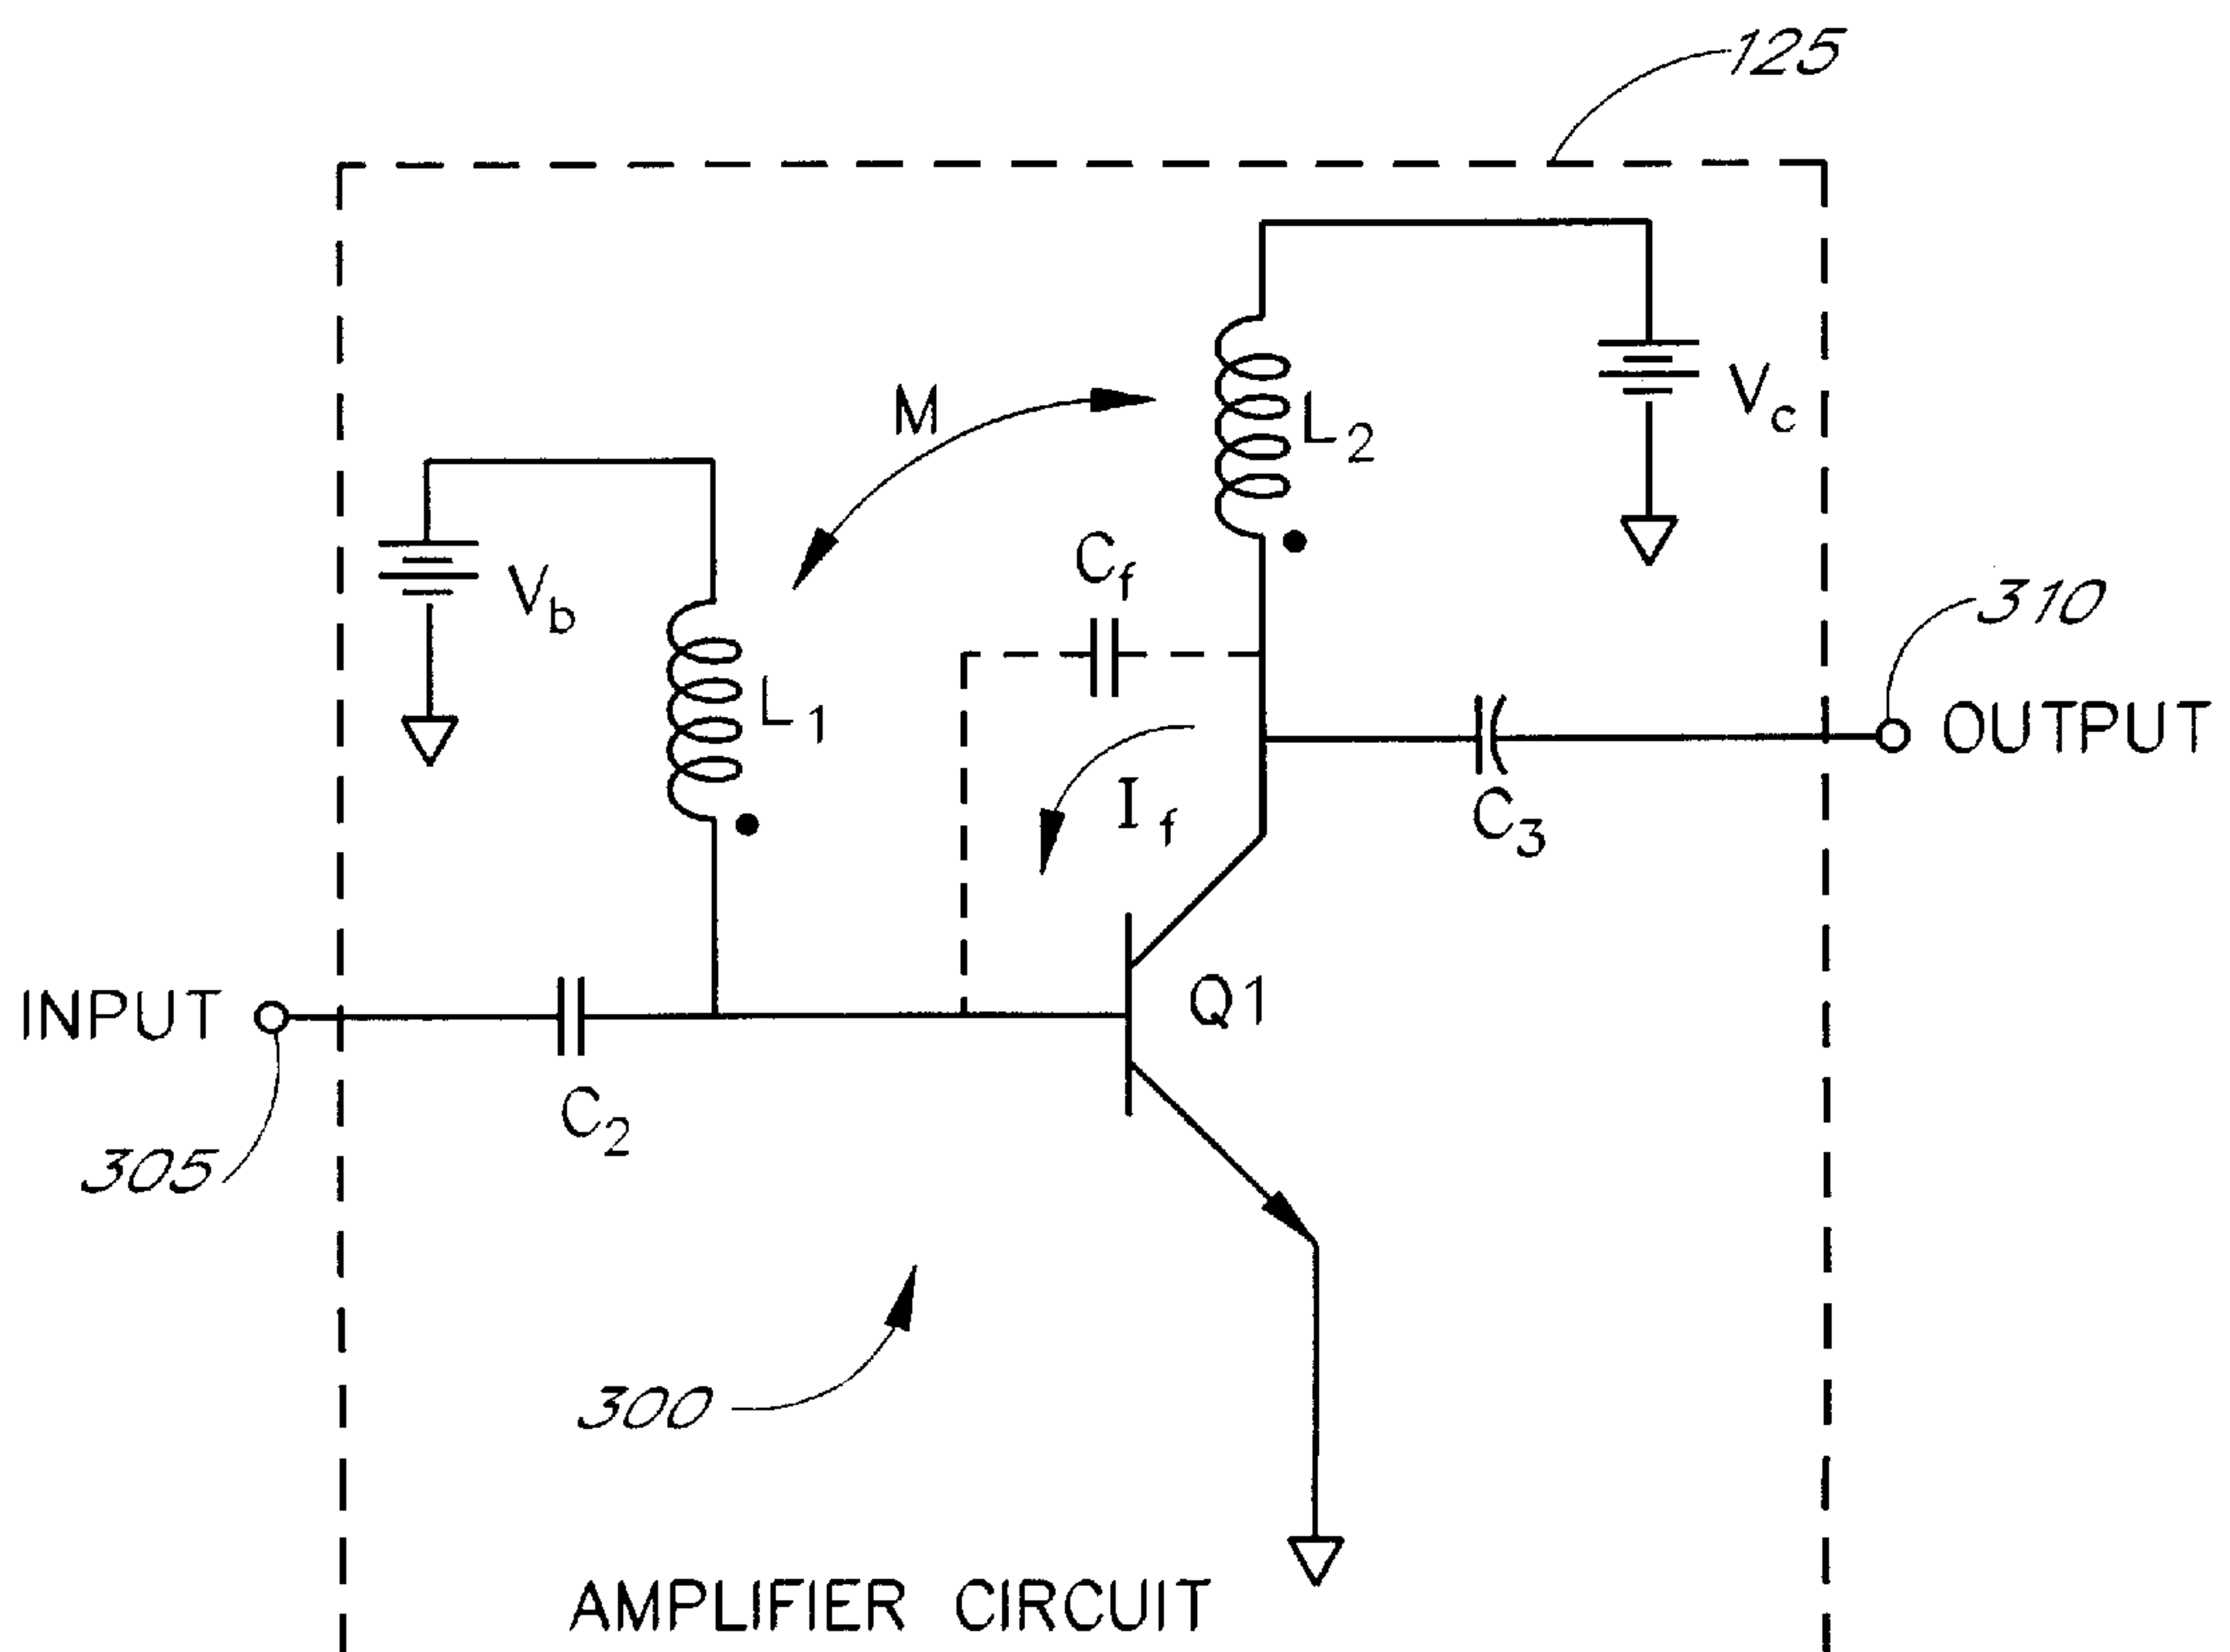 125
M
L2
Vc
Vb
Cf
310
L1
OUTPUT
If
C3
INPUT
Q1
C2
305
300
AMPLIFIER CIRCUIT